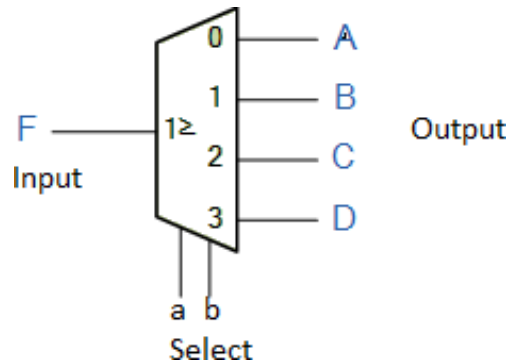 0 A
1 B
F 1≥ Output
2 C
Input
3 D
a b
Select